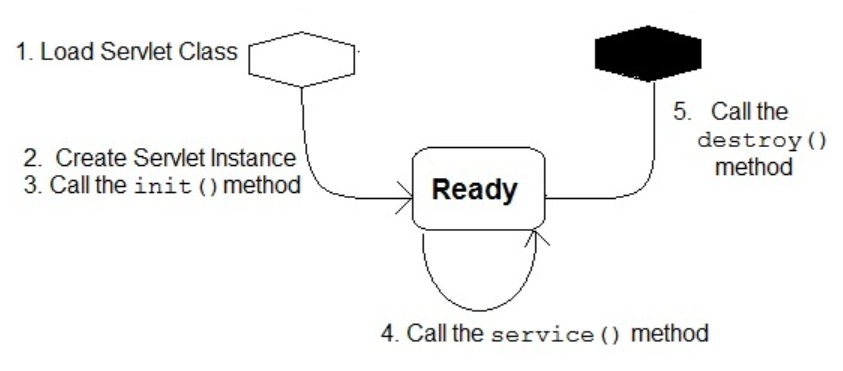 1. Load Servlet Class
2. Create Servlet Instance
3. Call the init() method
Ready
4. Call the service() method
5. Call the
destroy()
method